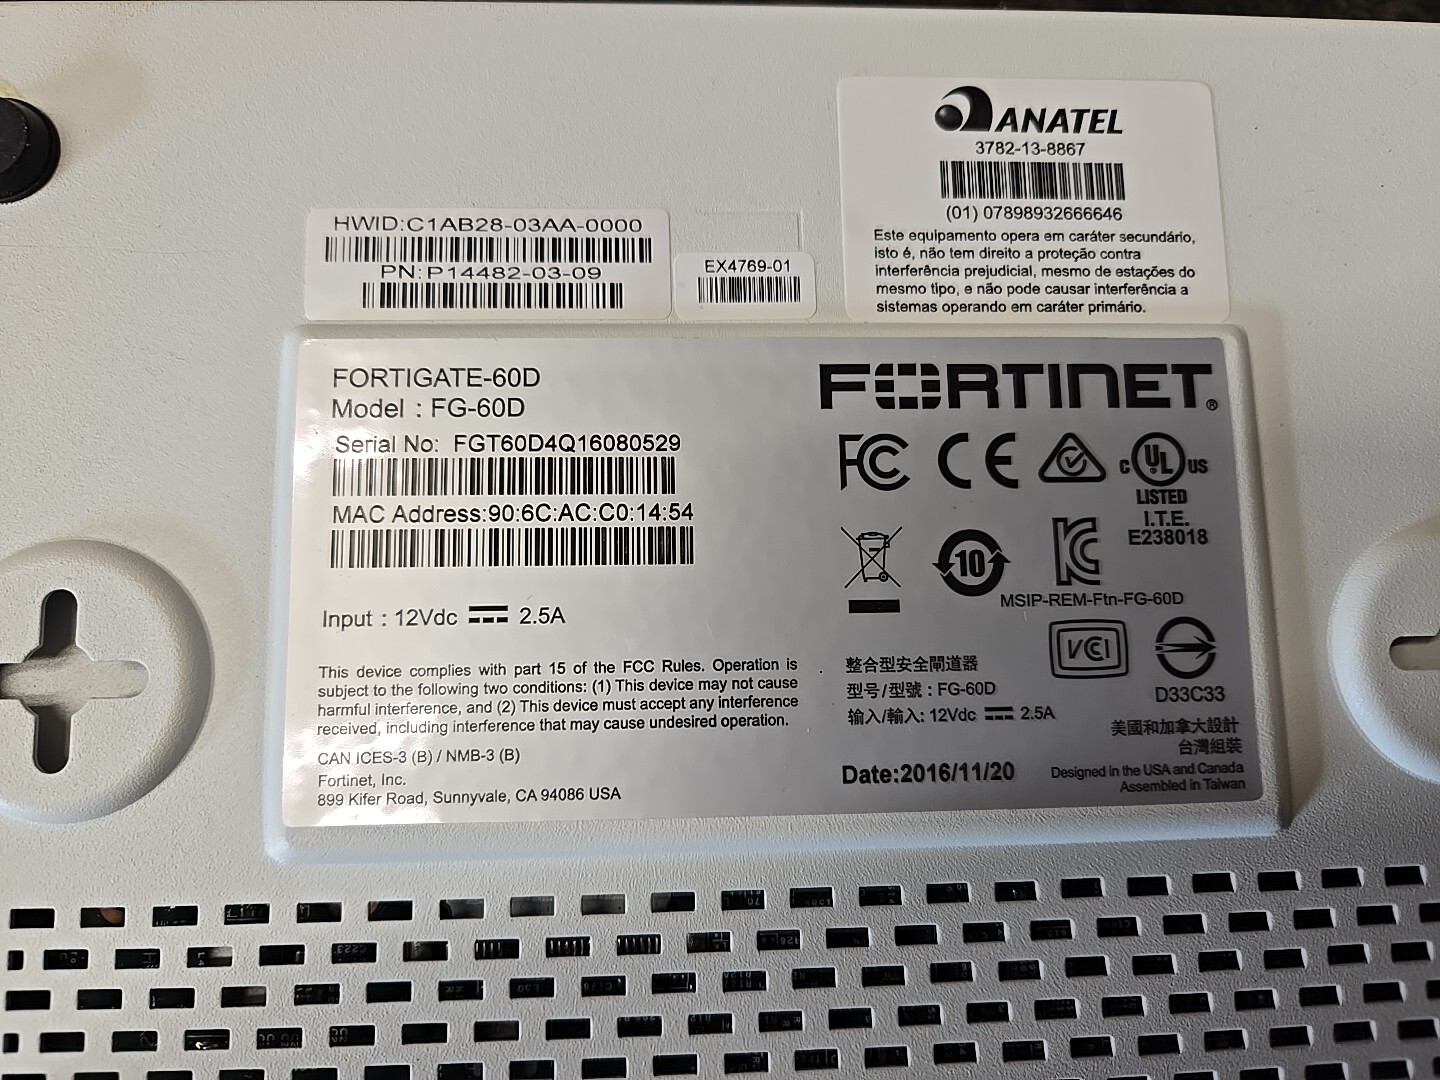 ANATEL
3782-13-8867
(01) 07898932666646
Este equipamento opera em caráter secundário,
isto é, não tem direito a proteção contra
interferência prejudicial, mesmo de estações do
mesmo tipo, e não pode causar interferência a
sistemas operando em caráter primário.
HWID:C1AB28-03AA-0000
PN:P14482-03-09
EX4769-01
FORTIGATE-60D
Model : FG-60D
Serial No: FGT60D4Q16080529
MAC Address:90:6C:AC:C0:14:54
Input : 12Vdc 2.5A
This device complies with part 15 of the FCC Rules. Operation is
subject to the following two conditions: (1) This device may not cause
harmful interference, and (2) This device must accept any interference
received, including interference that may cause undesired operation.
CAN ICES-3 (B) / NMB-3 (B)
Fortinet, Inc.
899 Kifer Road, Sunnyvale, CA 94086 USA
FORTINET®
FC CE C UL US
LISTED
I.T.E.
E238018
10
MSIP-REM-Ftn-FG-60D
VCI
D33C33
整合型安全閘道器
型号/型號 : FG-60D
输入/輸入: 12Vdc 2.5A
美國和加拿大設計
台灣組裝
Date:2016/11/20
Designed in the USA and Canada
Assembled in Taiwan